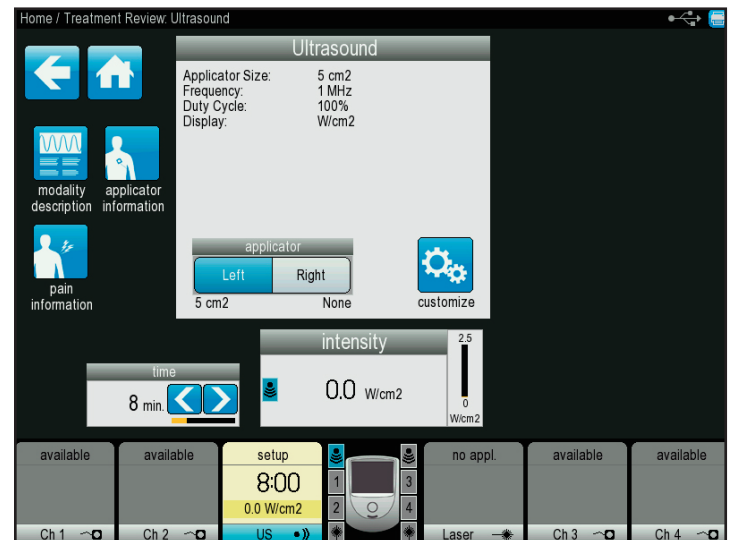 Home / Treatment Review: Ultrasound
Ultrasound
Applicator Size: 5 cm2
Frequency: 1 MHz
Duty Cycle: 100%
Display: W/cm2
modality description
applicator information
pain information
applicator
Left Right
5 cm2 None
customize
intensity
0.0 W/cm2
2.5
0
W/cm2
time
8 min.
available available setup no appl. available available
8:00
0.0 W/cm2
1 3
2 4
Ch 1 Ch 2 US Laser Ch 3 Ch 4